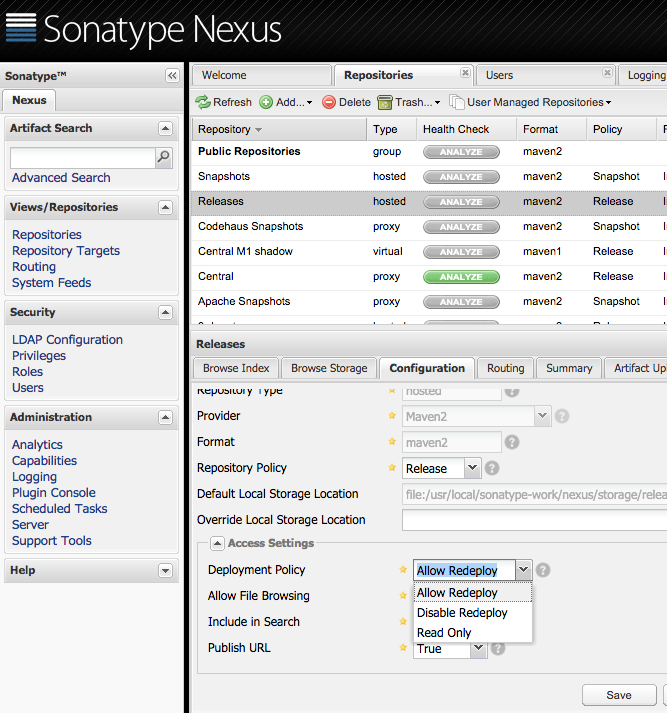 Sonatype Nexus
Sonatype™
Nexus
Artifact Search
Advanced Search
Views/Repositories
Repositories
Repository Targets
Routing
System Feeds
Security
LDAP Configuration
Privileges
Roles
Users
Administration
Analytics
Capabilities
Logging
Plugin Console
Scheduled Tasks
Server
Support Tools
Help
Welcome Repositories Users Logging
Refresh Add... Delete Trash... User Managed Repositories
Repository Type Health Check Format Policy
Public Repositories group ANALYZE maven2
Snapshots hosted ANALYZE maven2 Snapshot
Releases hosted ANALYZE maven2 Release
Codehaus Snapshots proxy ANALYZE maven2 Snapshot
Central M1 shadow virtual ANALYZE maven1 Release
Central proxy ANALYZE maven2 Release
Apache Snapshots proxy ANALYZE maven2 Snapshot
Releases
Browse Index Browse Storage Configuration Routing Summary Artifact
Repository Type hosted
Provider Maven2
Format maven2
Repository Policy Release
Default Local Storage Location file:/usr/local/sonatype-work/nexus/storage/relea
Override Local Storage Location
Access Settings
Deployment Policy Allow Redeploy
Allow File Browsing Allow Redeploy
Include in Search Disable Redeploy
Read Only
Publish URL True
Save